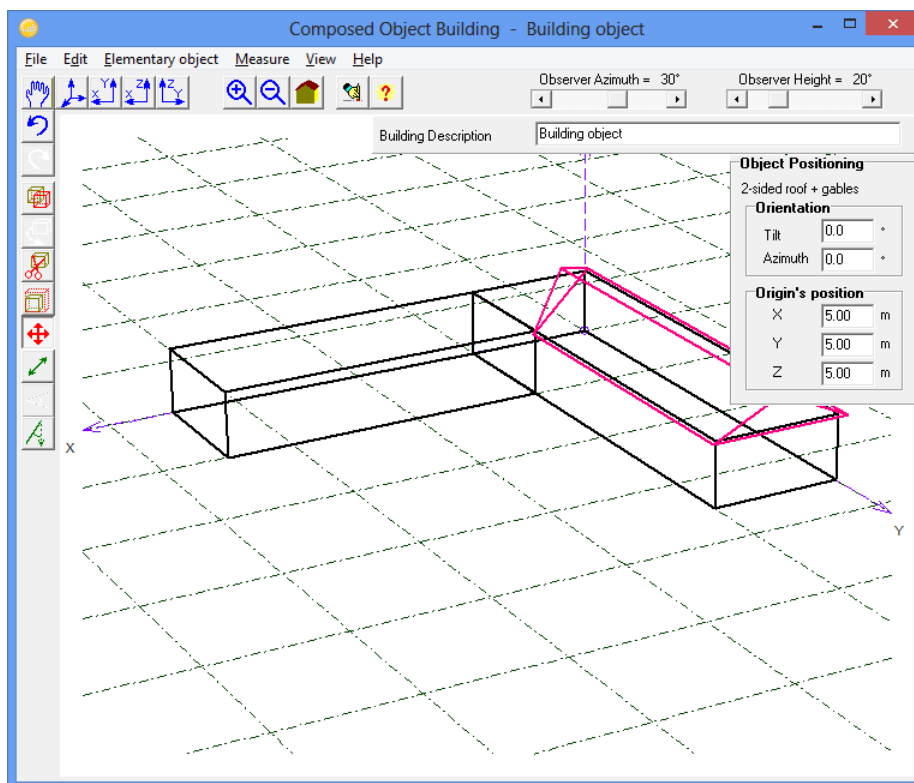 Composed Object Building - Building object
File Edit Elementary object Measure View Help
Observer Azimuth = 30° Observer Height = 20°
Building Description Building object
Object Positioning
2-sided roof + gables
Orientation
Tilt 0.0 °
Azimuth 0.0 °
Origin's position
X 5.00 m
Y 5.00 m
Z 5.00 m
X
Y